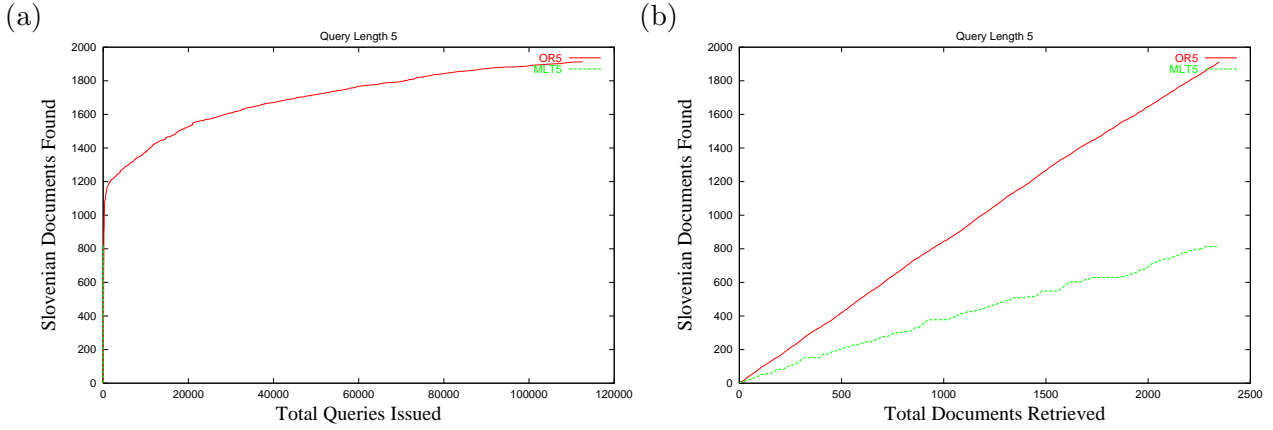 (a)
Query Length 5
OR5
MLT5
2000
1800
1600
1400
1200
1000
800
600
400
200
0
Slovenian Documents Found
0 20000 40000 60000 80000 100000 120000
Total Queries Issued
(b)
Query Length 5
OR5
MLT5
2000
1800
1600
1400
1200
1000
800
600
400
200
0
Slovenian Documents Found
0 500 1000 1500 2000 2500
Total Documents Retrieved